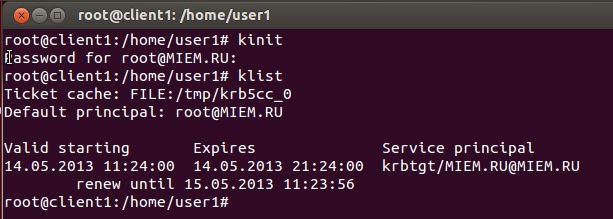 root@client1: /home/user1
root@client1:/home/user1# kinit
Password for root@MIEM.RU:
root@client1:/home/user1# klist
Ticket cache: FILE:/tmp/krb5cc_0
Default principal: root@MIEM.RU
Valid starting Expires Service principal
14.05.2013 11:24:00 14.05.2013 21:24:00 krbtgt/MIEM.RU@MIEM.RU
renew until 15.05.2013 11:23:56
root@client1:/home/user1#